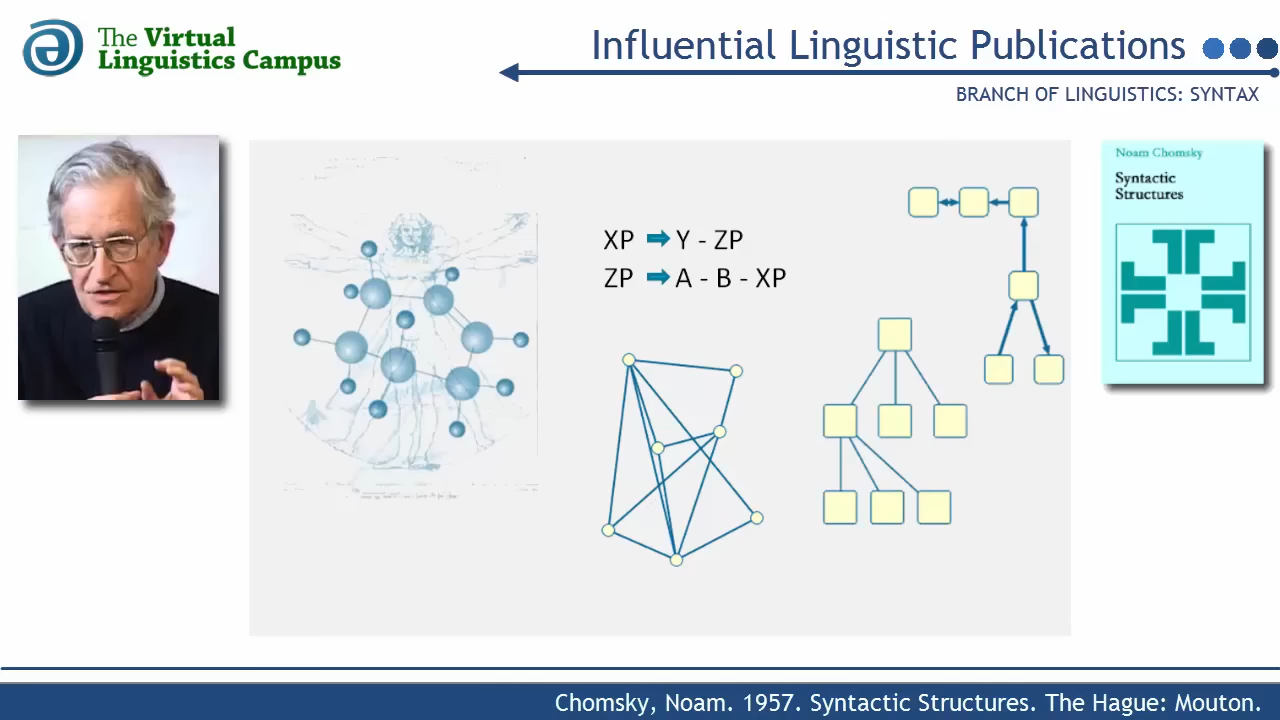 The Virtual
Linguistics Campus
Influential Linguistic Publications
BRANCH OF LINGUISTICS: SYNTAX
XP ➡ Y - ZP
ZP ➡ A - B - XP
Noam Chomsky
Syntactic
Structures
Chomsky, Noam. 1957. Syntactic Structures. The Hague: Mouton.